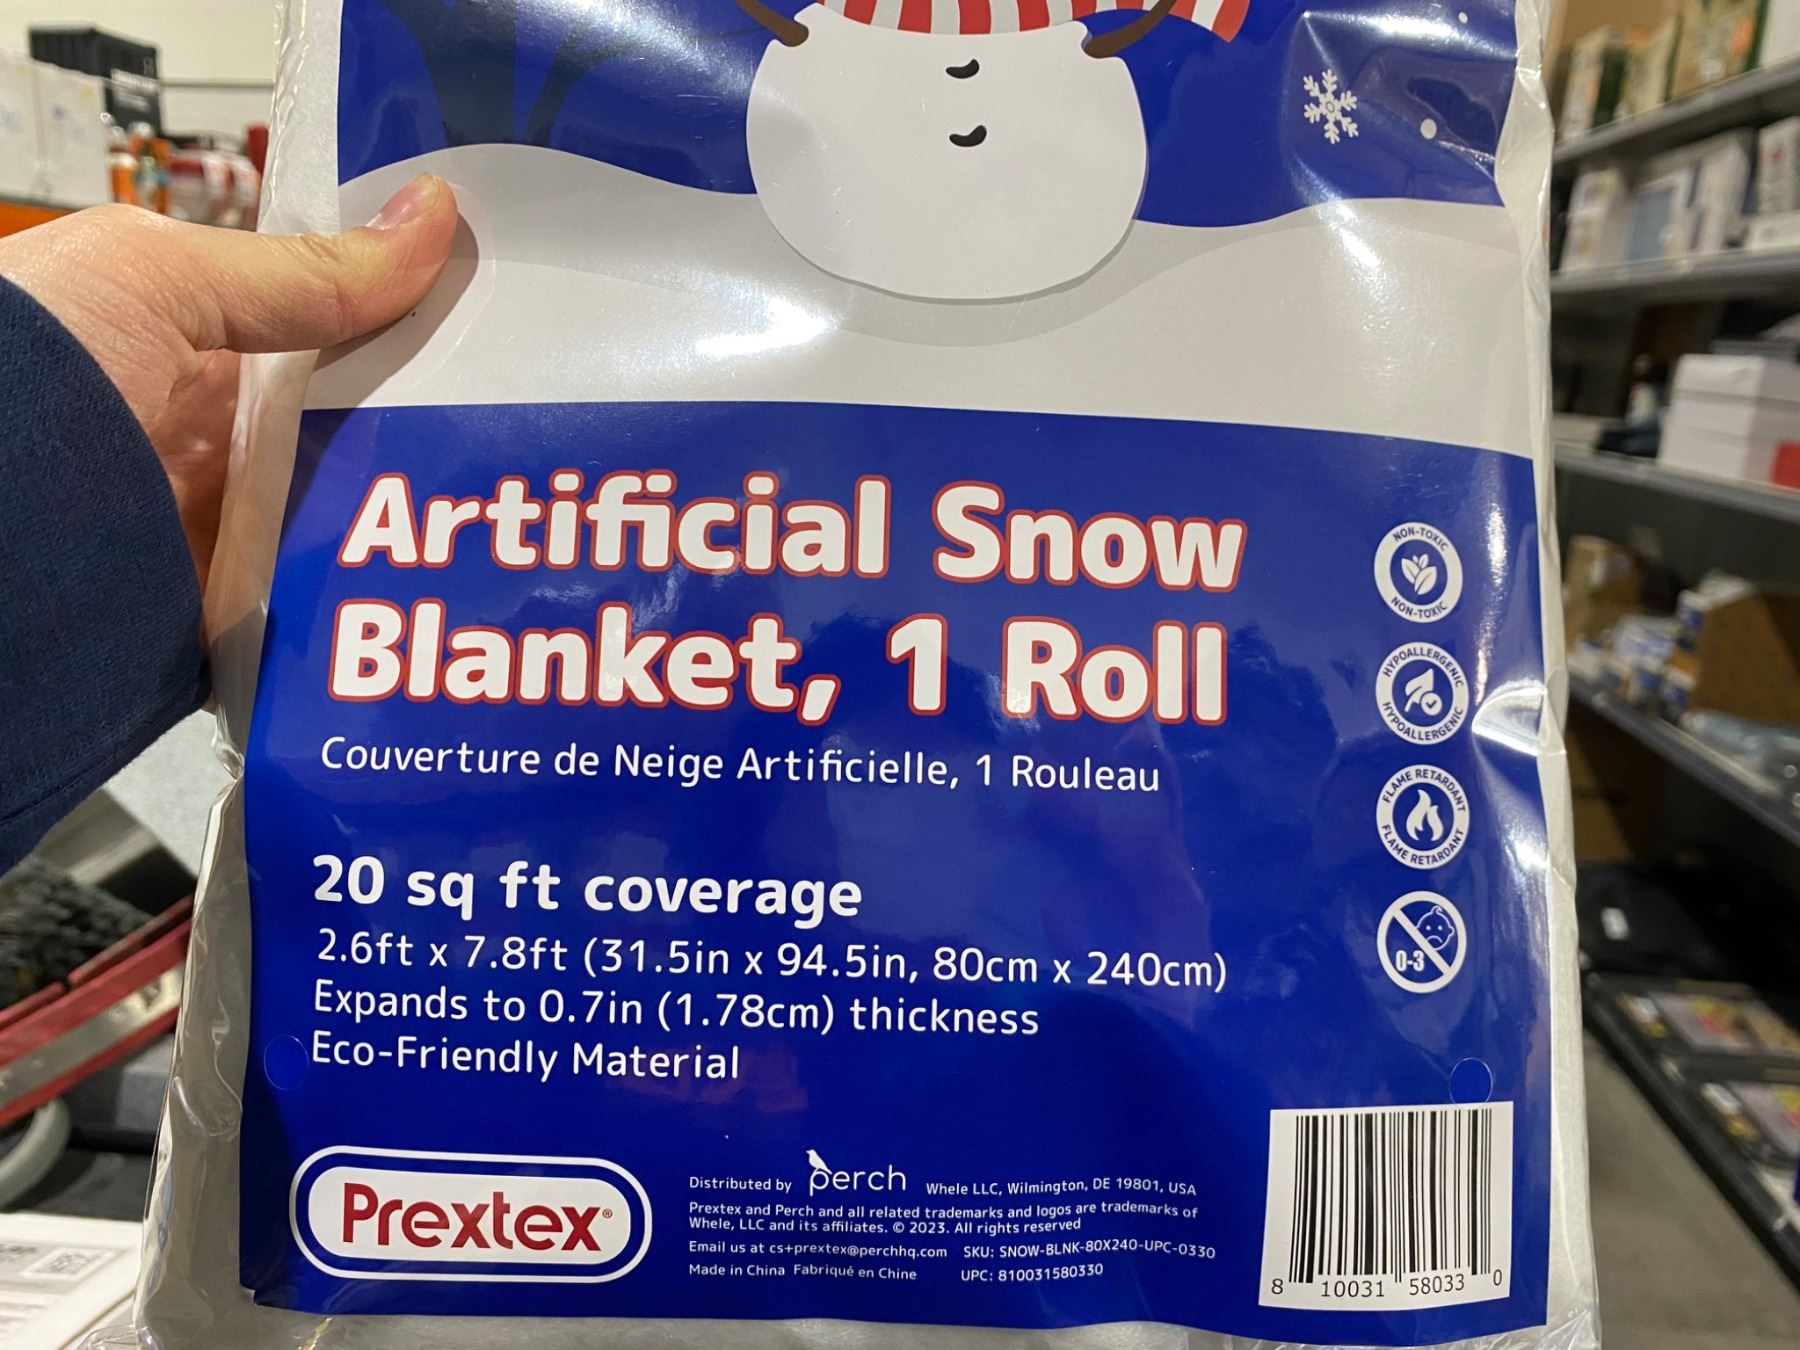 Artificial Snow
Blanket, 1 Roll
Couverture de Neige Artificielle, 1 Rouleau
20 sq ft coverage
2.6ft x 7.8ft (31.5in x 94.5in, 80cm x 240cm)
Expands to 0.7in (1.78cm) thickness
Eco-Friendly Material
NON-TOXIC
NON-TOXIC
HYPOALLERGENIC
HYPOALLERGENIC
FLAME RETARDANT
FLAME RETARDANT
0-3
Prextex®
Distributed by perch Whele LLC, Wilmington, DE 19801, USA
Prextex and Perch and all related trademarks and logos are trademarks of
Whele, LLC and its affiliates. © 2023. All rights reserved
Email us at cs+prextex@perchhq.com SKU: SNOW-BLNK-80X240-UPC-0330
Made in China Fabriqué en Chine UPC: 810031580330
8 10031 58033 0